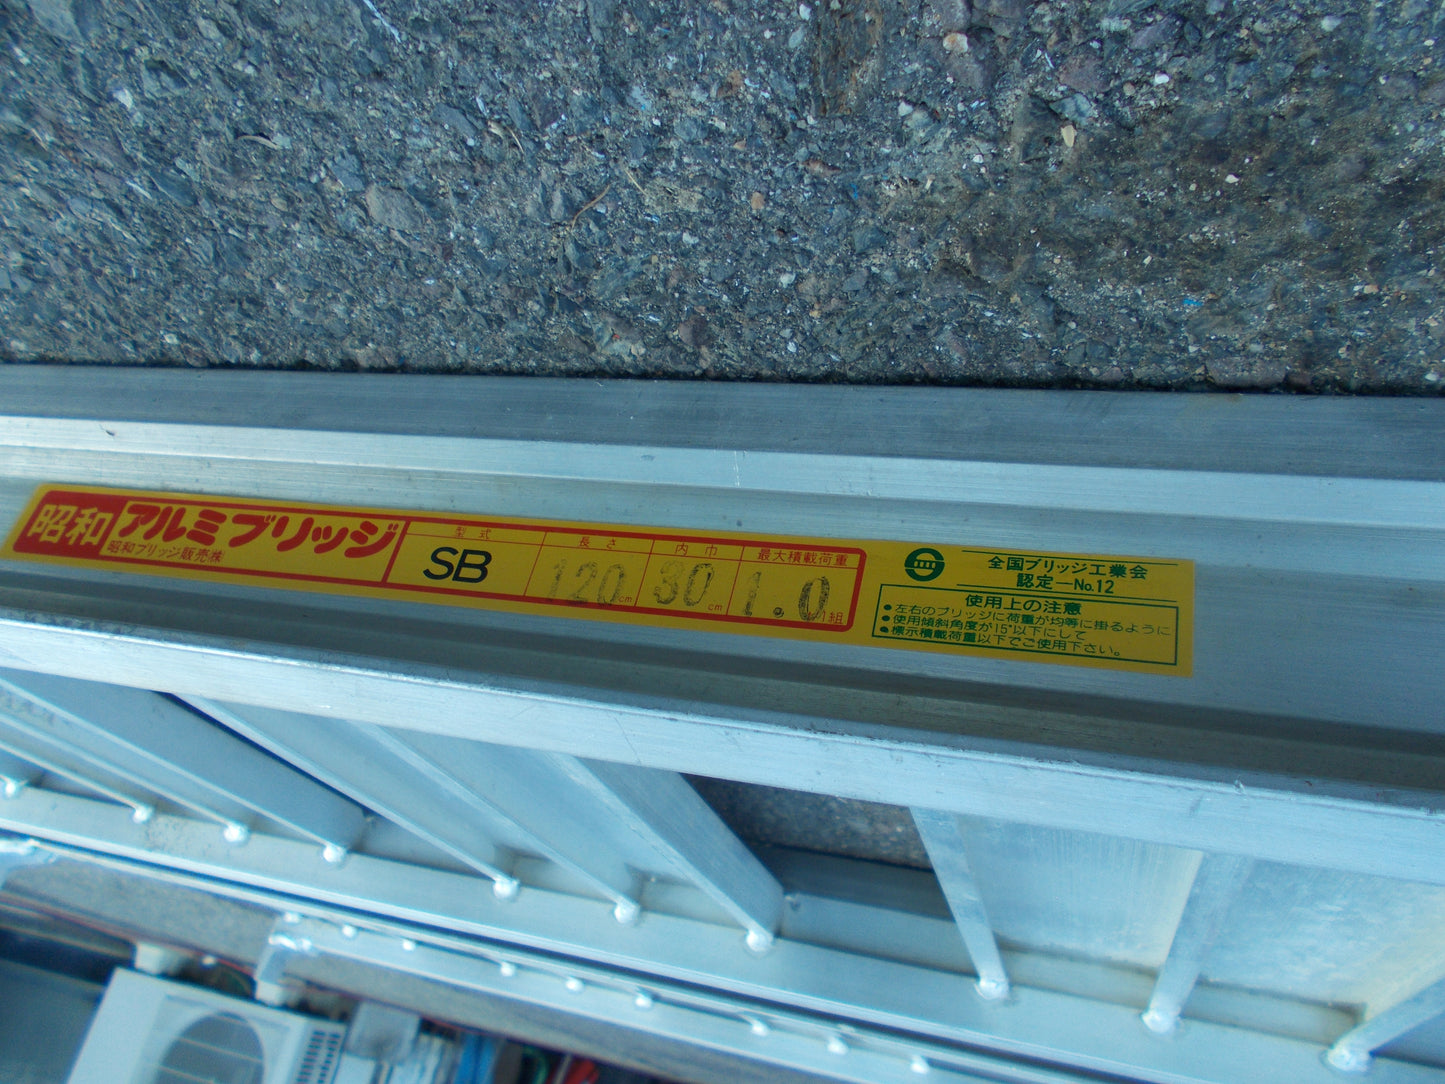 昭和 アルミブリッジ
昭和ブリッジ販売㈱
型式 長さ 内巾 最大積載荷重
SB 120cm 30cm 1.0t/1組
全国ブリッジ工業会
認定-No.12
使用上の注意
●左右のブリッジに荷重が均等に掛るように
●使用傾斜角度が15°以下にして
●標示積載荷重以下でご使用下さい。